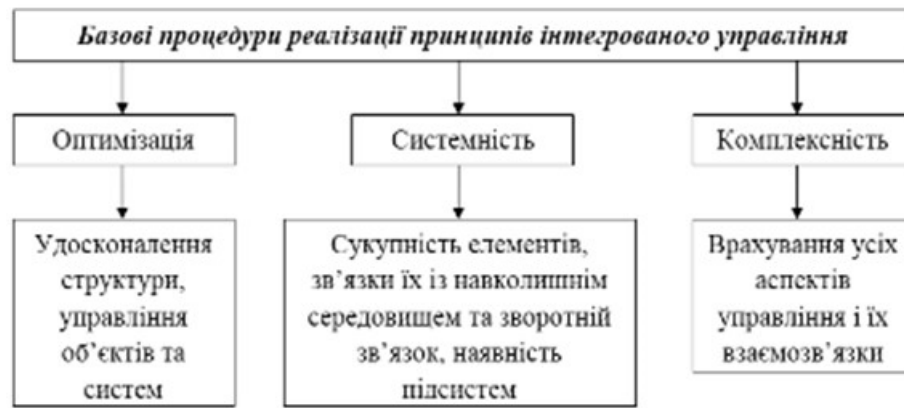 Базові процедури реалізації принципів інтегрованого управління
Оптимізація
Системність
Комплексність
Удосконалення
структури,
управління
об’єктів та
систем
Сукупність елементів,
зв’язки їх із навколишнім
середовищем та зворотній
зв’язок, наявність
підсистем
Врахування усіх
аспектів
управління і їх
взаємозв’язки